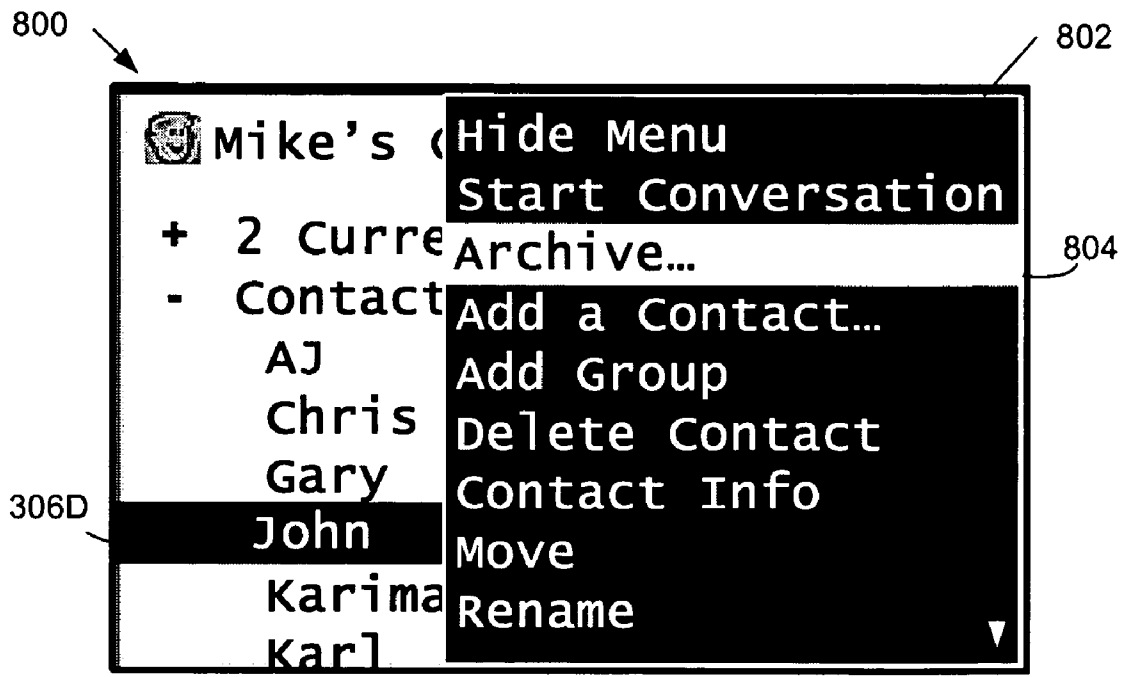 800
802
Mike's (
Hide Menu
Start Conversation
+ 2 Curre
Archive…
804
- Contact
Add a Contact…
AJ
Add Group
Chris
Delete Contact
Gary
Contact Info
306D
John
Move
Karima
Rename
Karl